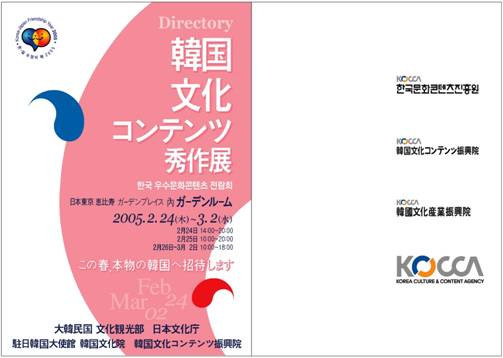 Korea-Japan Friendship Year 2005
Directory
韓国
文化
コンテンツ
秀作展
한국 우수문화콘텐츠 전람회
日本東京 恵比寿 ガーデンプレイス 内 ガーデンルーム
2005.2.24(木)~3.2(水)
2月24日 14:00~20:00
2月25日 10:00~20:00
2月26日~3月 2日 10:00~18:00
この春,本物の韓国へ招待します
Feb
24
Mar
02
大韓民国 文化観光部 日本文化庁
駐日韓国大使館 韓国文化院 韓国文化コンテンツ振興院
KOCCA
한국문화콘텐츠진흥원
KOCCA
韓国文化コンテンツ振興院
KOCCA
韓國文化産業振興院
KOCCA
KOREA CULTURE & CONTENT AGENCY